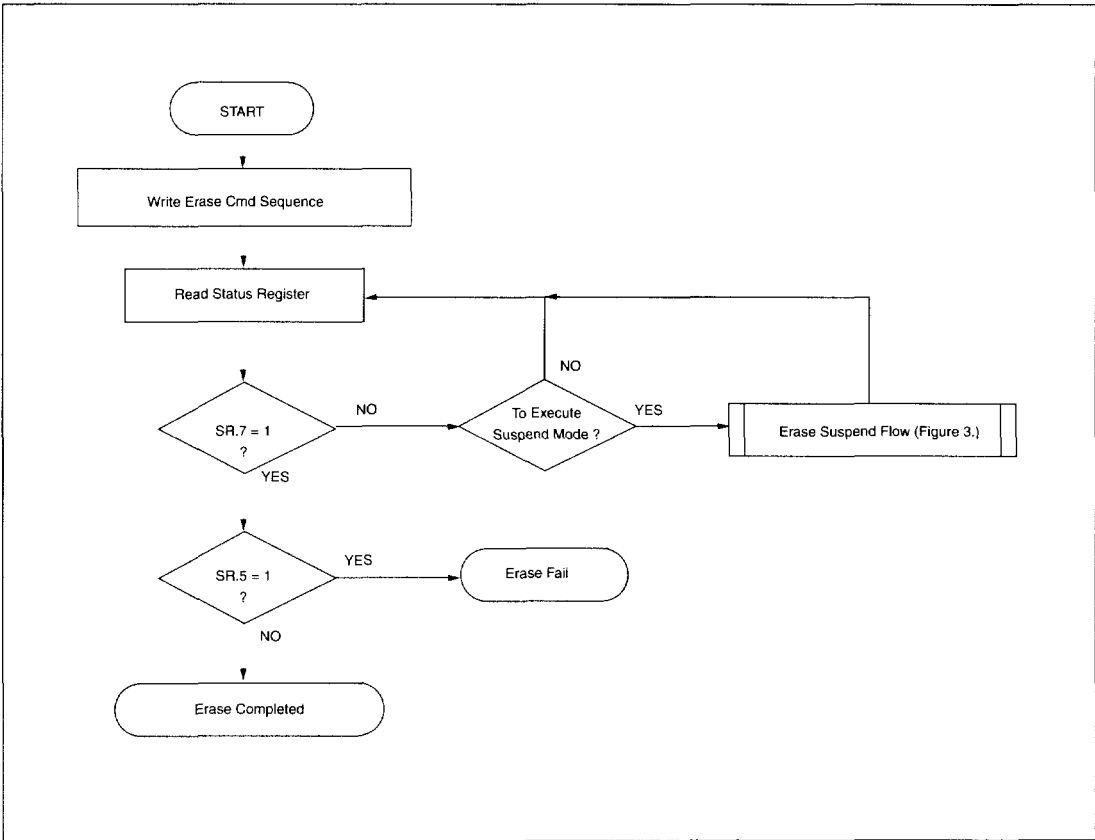 START
Write Erase Cmd Sequence
Read Status Register
NO
SR.7 = 1
?
NO
To Execute
Suspend Mode ?
YES
Erase Suspend Flow (Figure 3.)
YES
SR.5 = 1
?
YES
Erase Fail
NO
Erase Completed